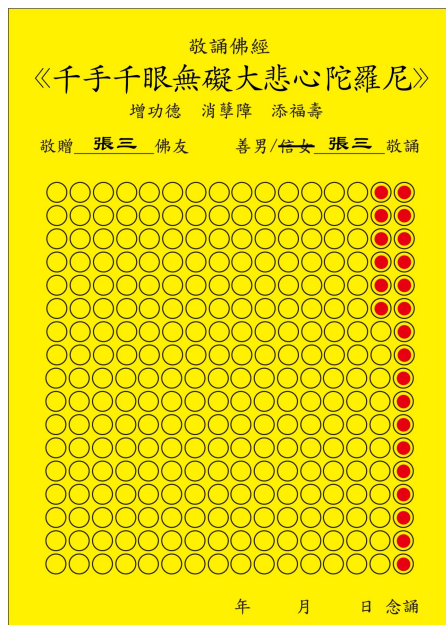 敬誦佛經
《千手千眼無礙大悲心陀羅尼》
增功德 消孽障 添福壽
敬贈 張三 佛友 善男/信女 張三 敬誦
年 月 日 念誦